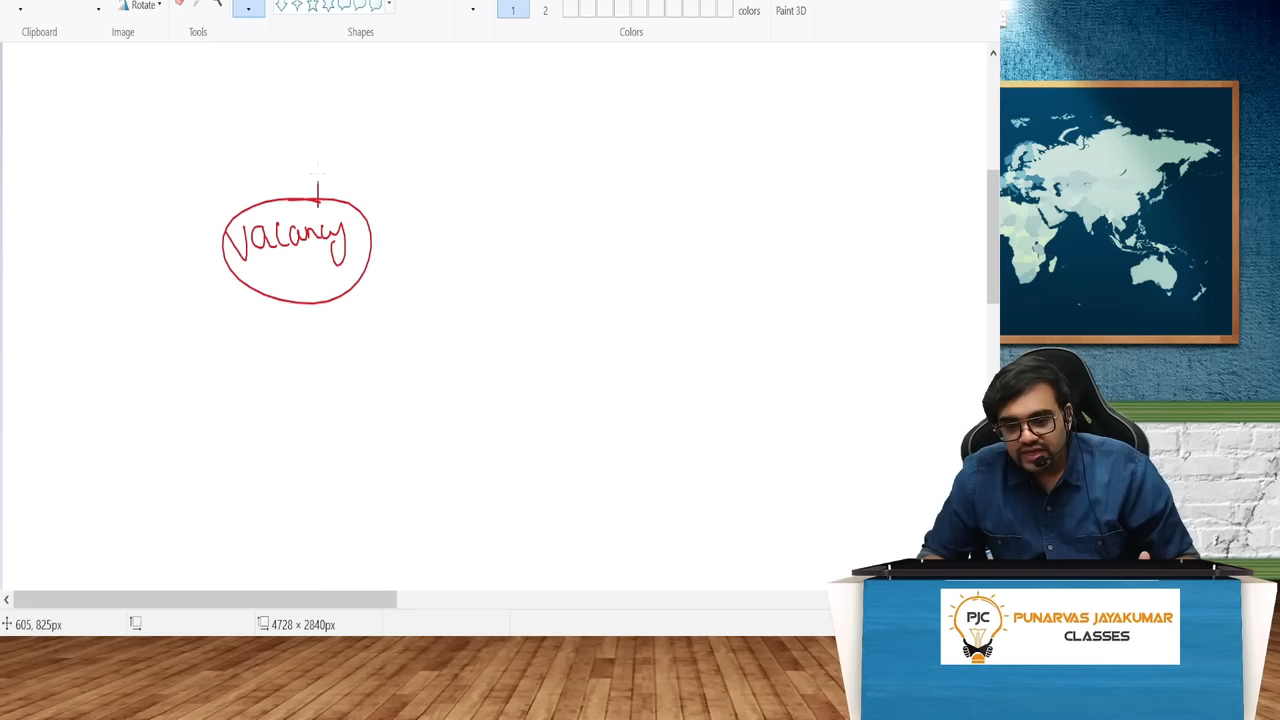 Rotate
1
2
colors
Paint 3D
Clipboard
Image
Tools
Shapes
Colors
Vacancy
605, 825px
4728 × 2840px
PJC
PUNARVAS JAYAKUMAR
CLASSES